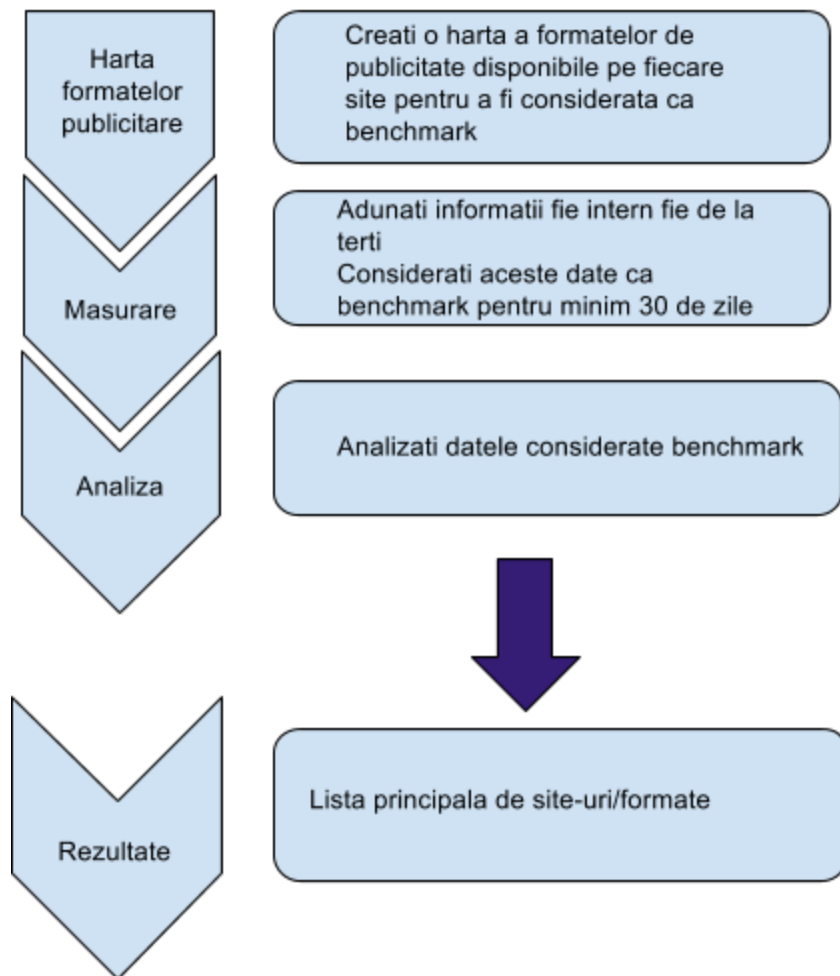 Harta
formatelor
publicitare
Creati o harta a formatelor de
publicitate disponibile pe fiecare
site pentru a fi considerata ca
benchmark
Masurare
Adunati informatii fie intern fie de la
terti
Considerati aceste date ca
benchmark pentru minim 30 de zile
Analiza
Analizati datele considerate benchmark
Rezultate
Lista principala de site-uri/formate